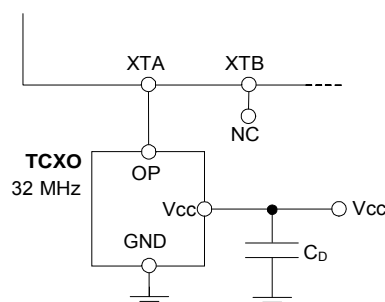 XTA
XTB
NC
TCXO
32 MHz
OP
Vcc
Vcc
GND
CD